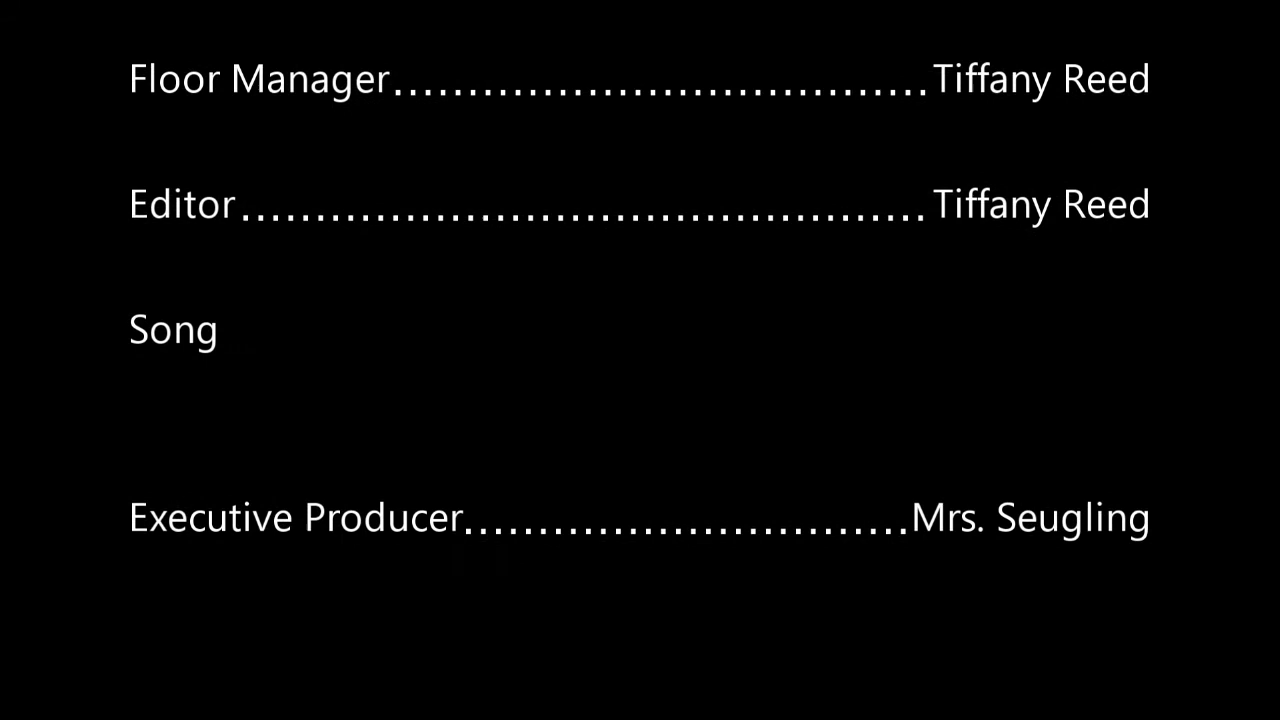 Floor Manager....................................Tiffany Reed
Editor..............................................Tiffany Reed
Song
Executive Producer..............................Mrs. Seugling